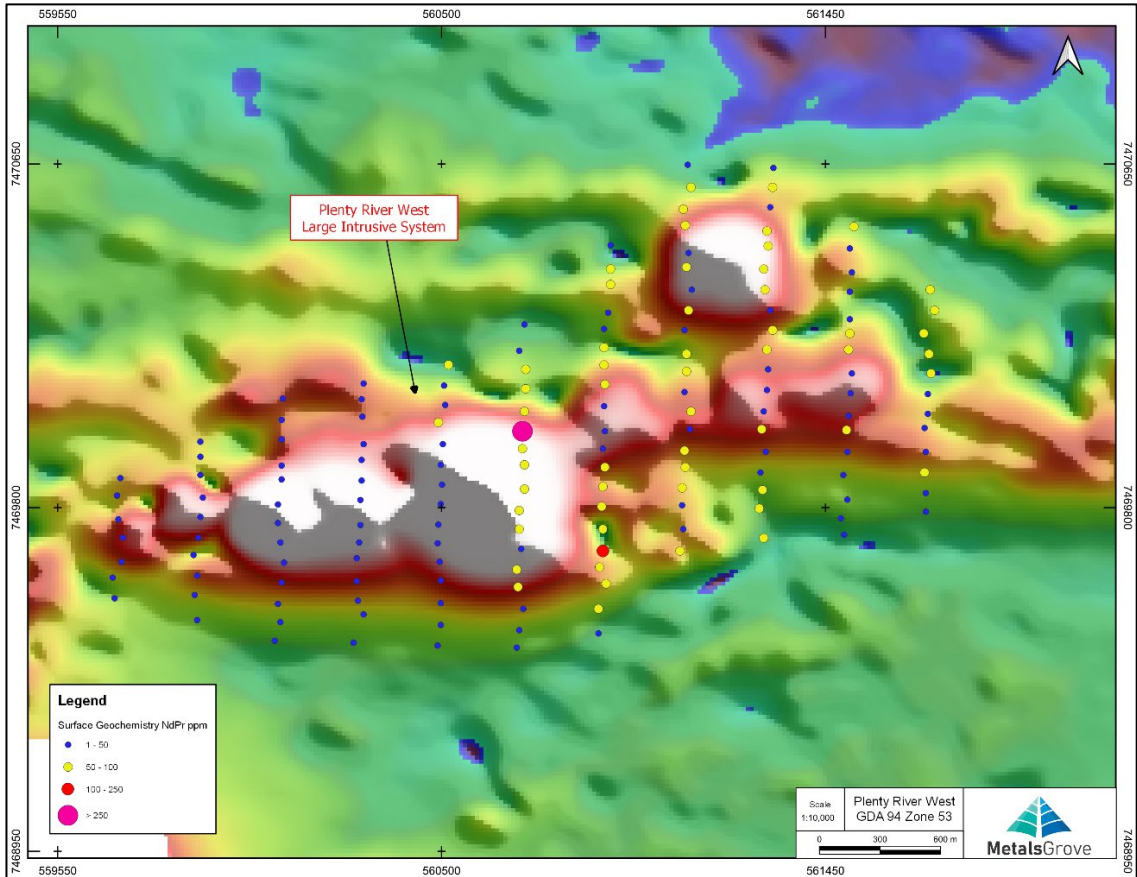 559550
560500
561450
7470650
7470650
Plenty River West
Large Intrusive System
7469800
7469800
Legend
Surface Geochemistry NdPr ppm
1 - 50
50 - 100
100 - 250
> 250
Scale
1:10,000
Plenty River West
GDA 94 Zone 53
0 300 600 m
MetalsGrove
7468950
7468950
559550
560500
561450